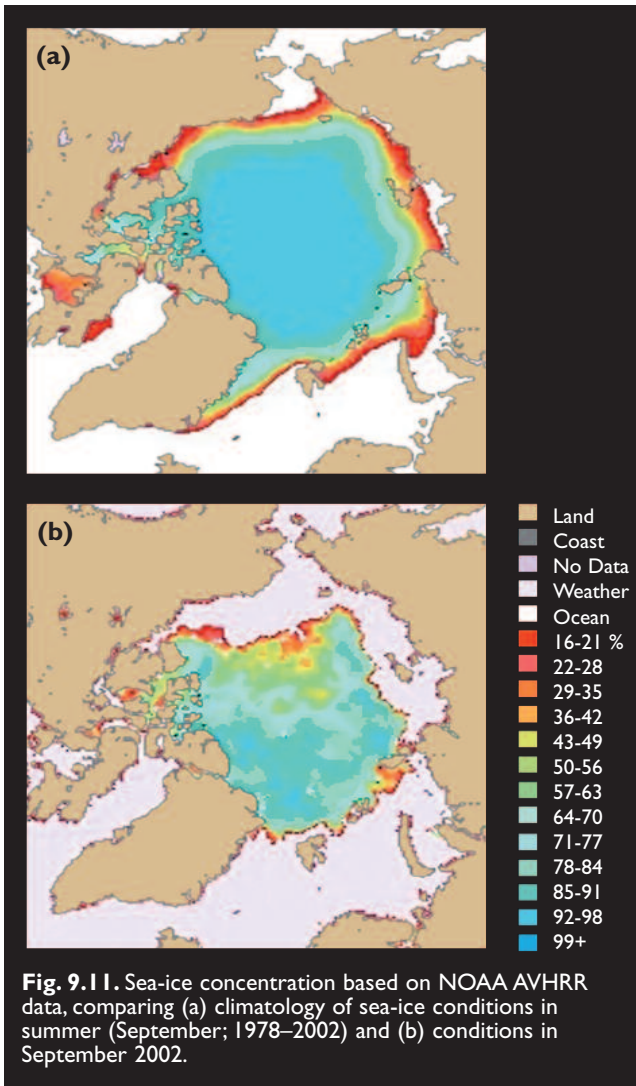 (a)
(b)
Land
Coast
No Data
Weather
Ocean
16-21 %
22-28
29-35
36-42
43-49
50-56
57-63
64-70
71-77
78-84
85-91
92-98
99+
Fig. 9.11. Sea-ice concentration based on NOAA AVHRR
data, comparing (a) climatology of sea-ice conditions in
summer (September; 1978–2002) and (b) conditions in
September 2002.